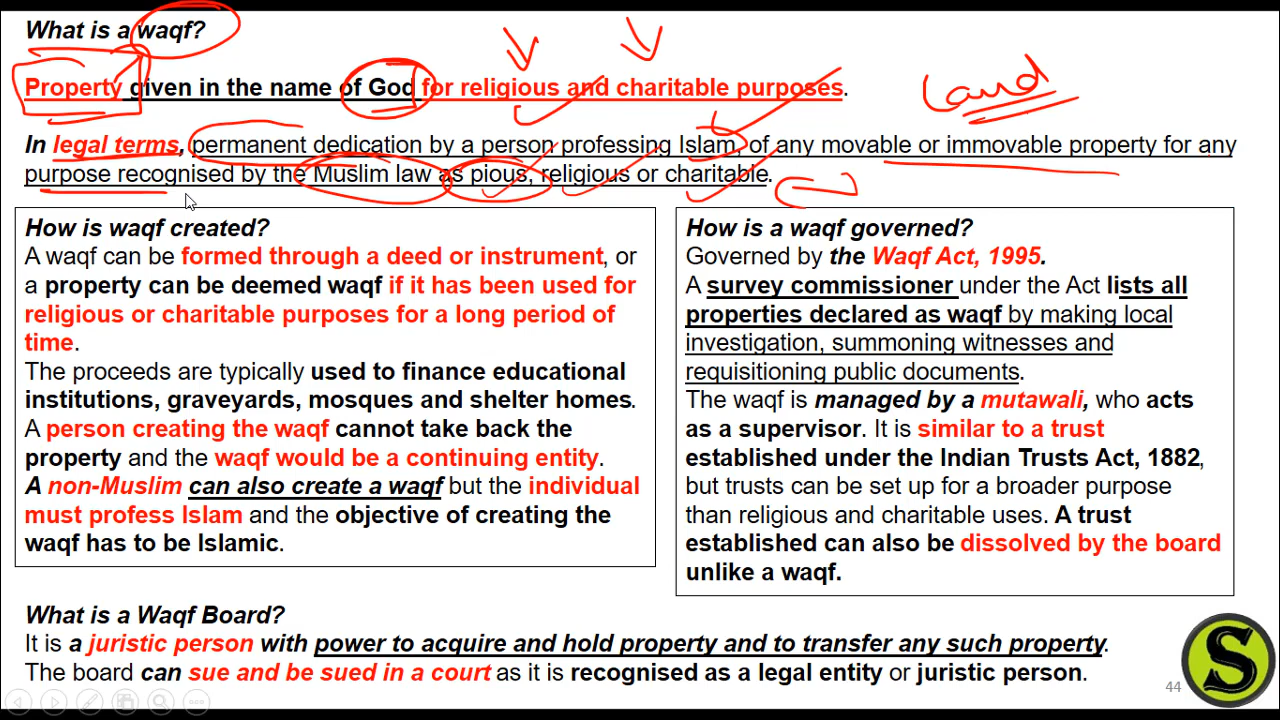 What is a waqf?
Property given in the name of God for religious and charitable purposes.
Land
In legal terms, permanent dedication by a person professing Islam, of any movable or immovable property for any
purpose recognised by the Muslim law as pious, religious or charitable.
How is waqf created?
A waqf can be formed through a deed or instrument, or
a property can be deemed waqf if it has been used for
religious or charitable purposes for a long period of
time.
The proceeds are typically used to finance educational
institutions, graveyards, mosques and shelter homes.
A person creating the waqf cannot take back the
property and the waqf would be a continuing entity.
A non-Muslim can also create a waqf but the individual
must profess Islam and the objective of creating the
waqf has to be Islamic.
How is a waqf governed?
Governed by the Waqf Act, 1995.
A survey commissioner under the Act lists all
properties declared as waqf by making local
investigation, summoning witnesses and
requisitioning public documents.
The waqf is managed by a mutawali, who acts
as a supervisor. It is similar to a trust
established under the Indian Trusts Act, 1882,
but trusts can be set up for a broader purpose
than religious and charitable uses. A trust
established can also be dissolved by the board
unlike a waqf.
What is a Waqf Board?
It is a juristic person with power to acquire and hold property and to transfer any such property.
The board can sue and be sued in a court as it is recognised as a legal entity or juristic person.
44
S